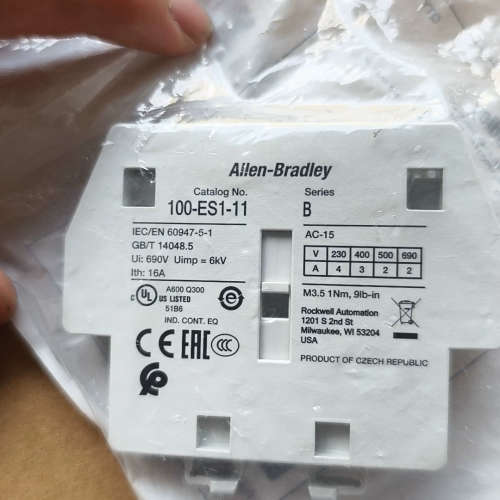 Allen-Bradley
Catalog No. Series
100-ES1-11 B
IEC/EN 60947-5-1
GB/T 14048.5
Ui: 690V Uimp = 6kV
Ith: 16A
AC-15
V 230 400 500 690
A 4 3 2 2
M3.5 1Nm, 9lb-in
A600 Q300
c UL US LISTED
51B6
IND. CONT. EQ
e
CE EAC CCC
Rockwell Automation
1201 S 2nd St
Milwaukee, WI 53204
USA
PRODUCT OF CZECH REPUBLIC